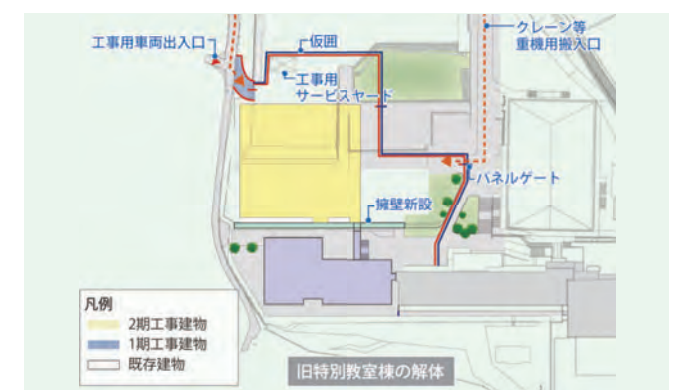 工事用車両出入口
仮囲
クレーン等
重機用搬入口
工事用
サービスヤード
パネルゲート
擁壁新設
凡例
2期工事建物
1期工事建物
既存建物
旧特別教室棟の解体